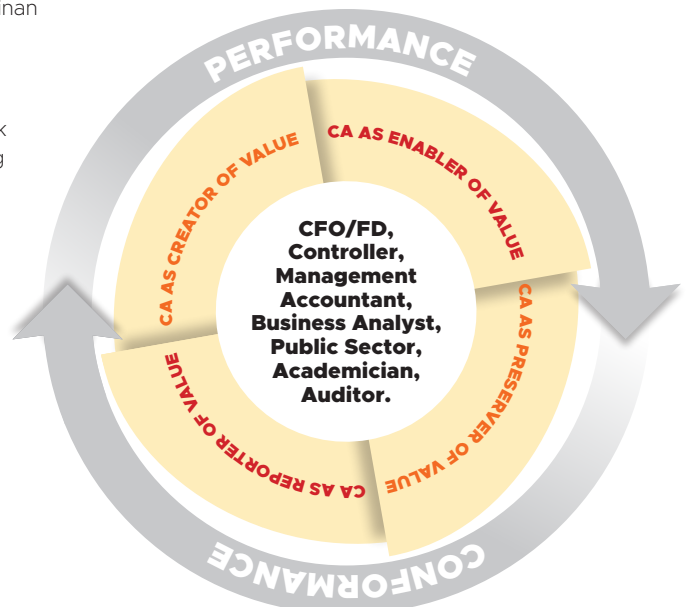 inan
k
g
PERFORMANCE
CA AS CREATOR OF VALUE
CA AS ENABLER OF VALUE
CFO/FD,
Controller,
Management
Accountant,
Business Analyst,
Public Sector,
Academician,
Auditor.
CA AS PRESERVER OF VALUE
CA AS REPORTER OF VALUE
CONFORMANCE